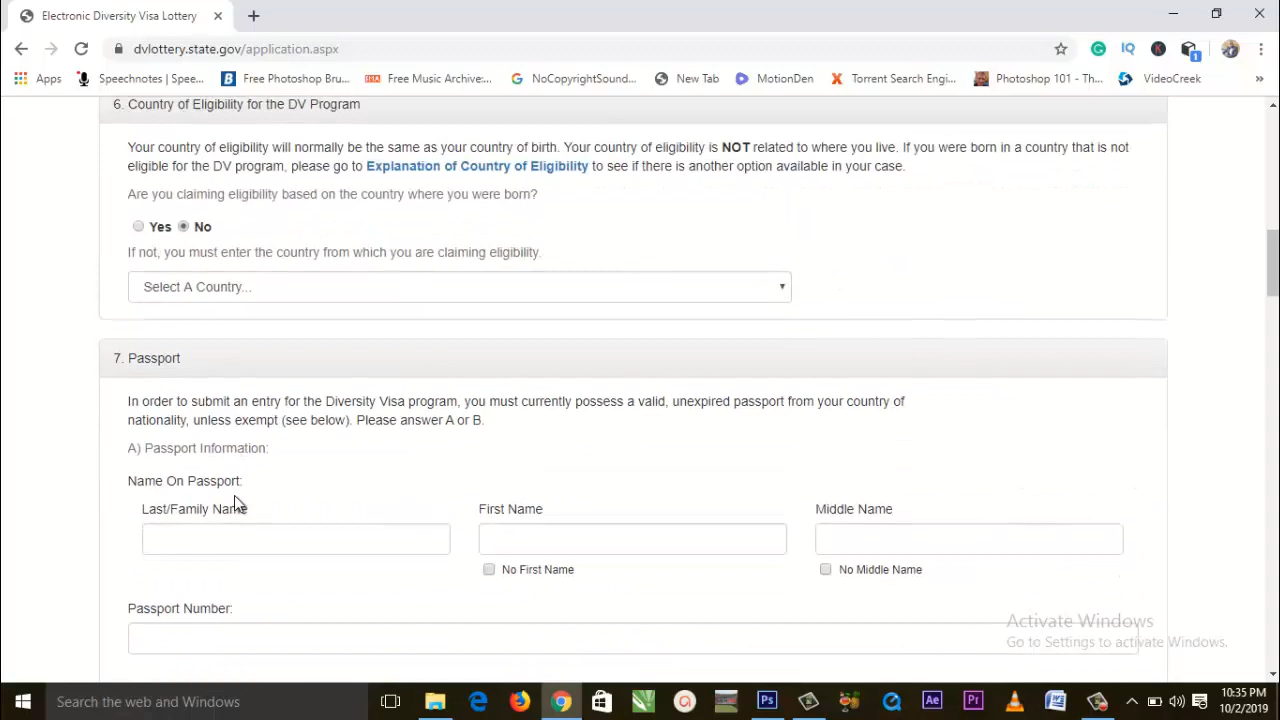 Electronic Diversity Visa Lottery
dvlottery.state.gov/application.aspx
Apps
Speechnotes | Spee...
Free Photoshop Bru...
Free Music Archive:...
NoCopyrightSound...
New Tab
MotionDen
Torrent Search Engi...
Photoshop 101 - Th...
VideoCreek
»
6. Country of Eligibility for the DV Program
Your country of eligibility will normally be the same as your country of birth. Your country of eligibility is NOT related to where you live. If you were born in a country that is not
eligible for the DV program, please go to Explanation of Country of Eligibility to see if there is another option available in your case.
Are you claiming eligibility based on the country where you were born?
Yes No
If not, you must enter the country from which you are claiming eligibility.
Select A Country...
7. Passport
In order to submit an entry for the Diversity Visa program, you must currently possess a valid, unexpired passport from your country of
nationality, unless exempt (see below). Please answer A or B.
A) Passport Information:
Name On Passport:
Last/Family Name First Name Middle Name
No First Name No Middle Name
Passport Number:
Activate Windows
Go to Settings to activate Windows.
Search the web and Windows
10:35 PM
10/2/2019